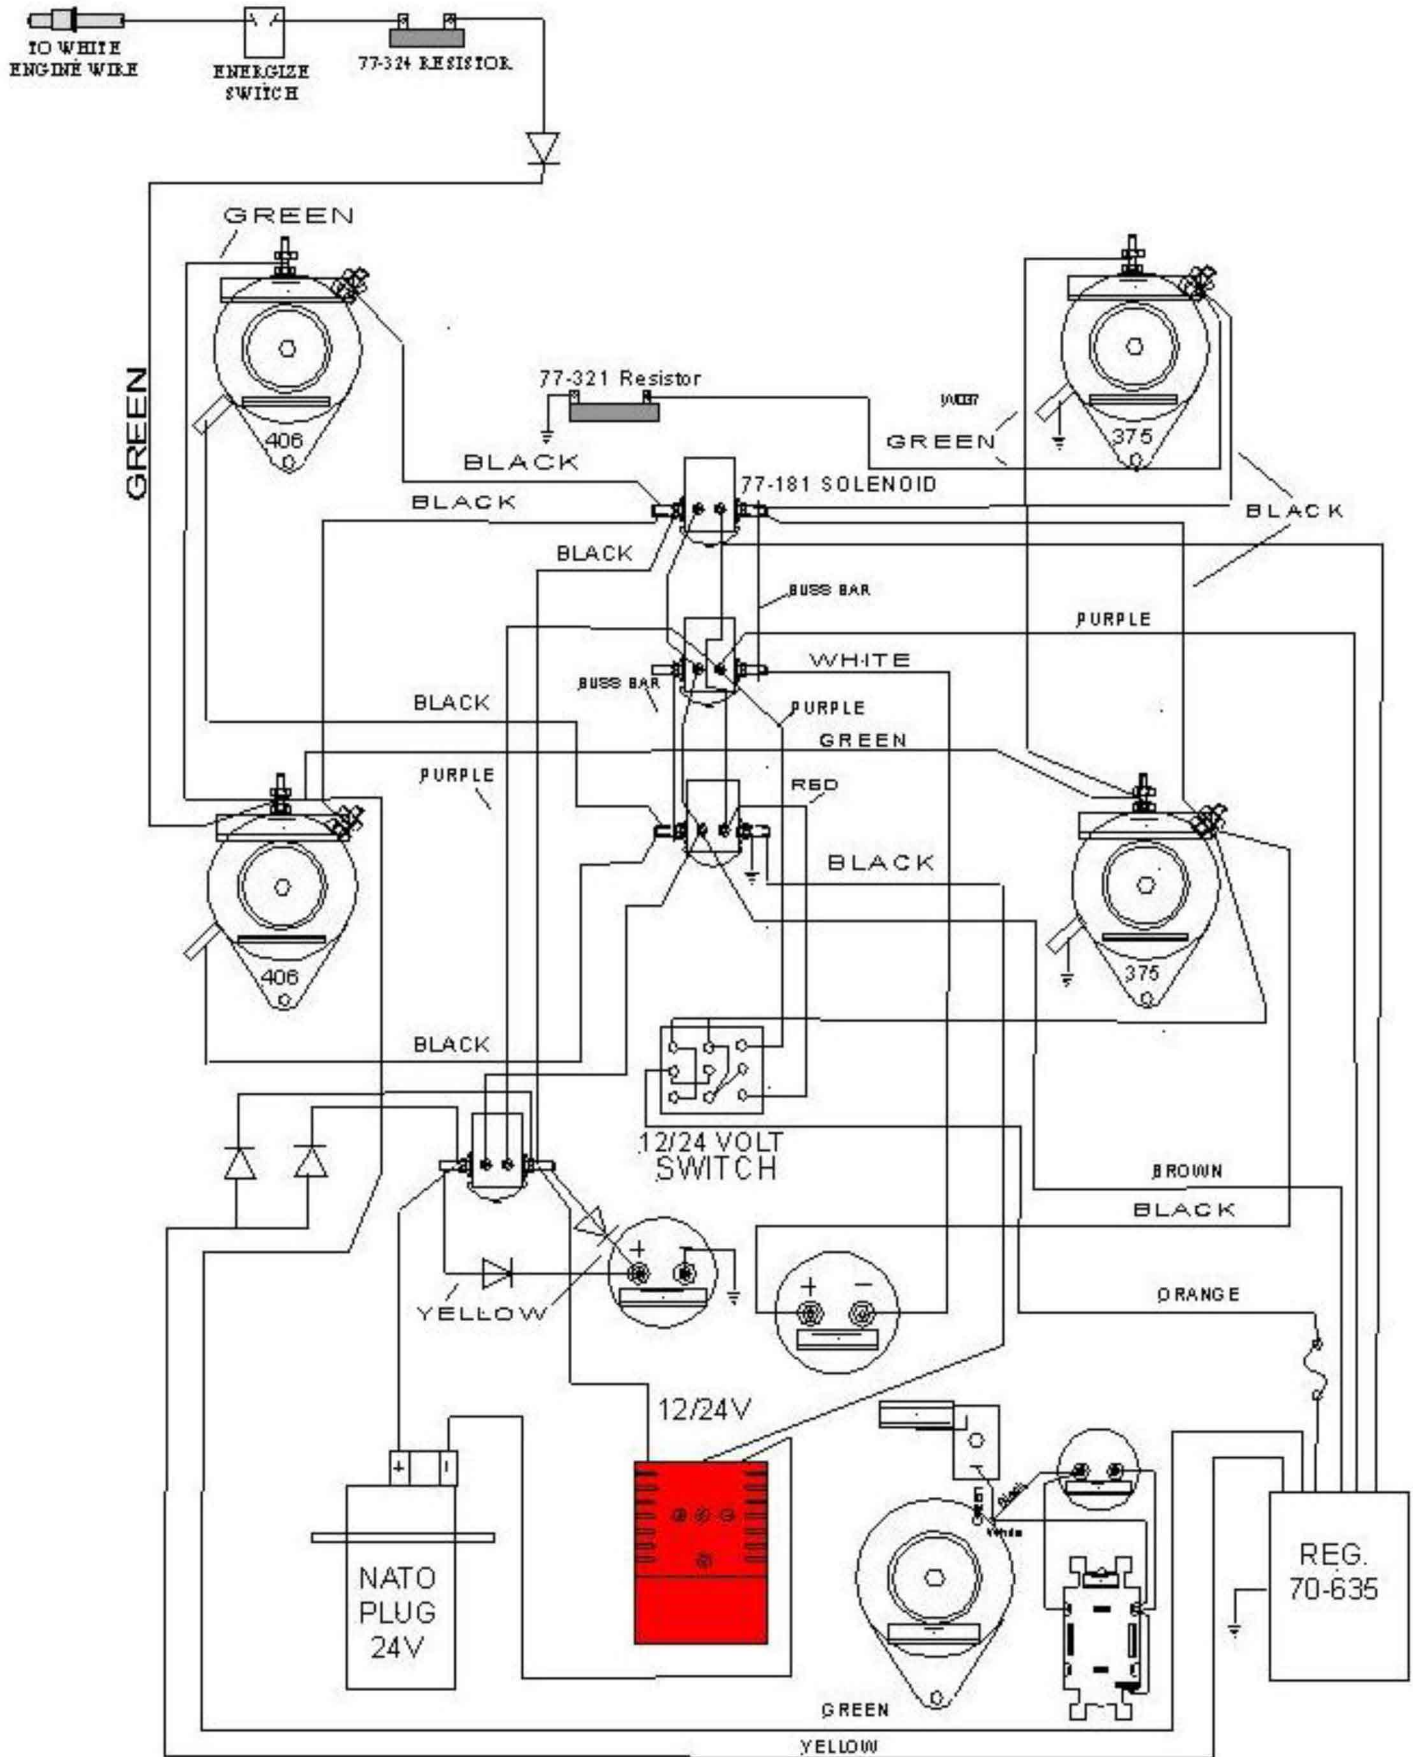 TO WHITE
ENGINE WIRE
ENERGIZE
SWITCH
77-324 RESISTOR
GREEN
GREEN
406
77-321 Resistor
GREEN
375
BLACK
BLACK
77-181 SOLENOID
BLACK
BLACK
BUSS BAR
PURPLE
WHITE
BUSS BAR
BLACK
PURPLE
GREEN
PURPLE
RED
BLACK
406
375
BLACK
12/24 VOLT
SWITCH
BROWN
BLACK
+ -
YELLOW
+ -
ORANGE
12/24V
+ -
Black
White
NATO
PLUG
24V
REG.
70-635
GREEN
YELLOW